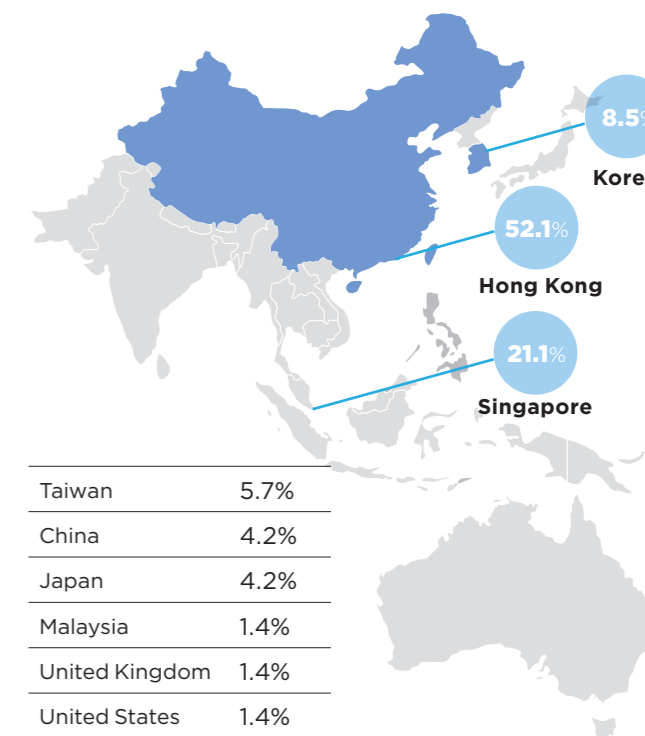 8.5%
Kore
52.1%
Hong Kong
21.1%
Singapore
Taiwan 5.7%
China 4.2%
Japan 4.2%
Malaysia 1.4%
United Kingdom 1.4%
United States 1.4%